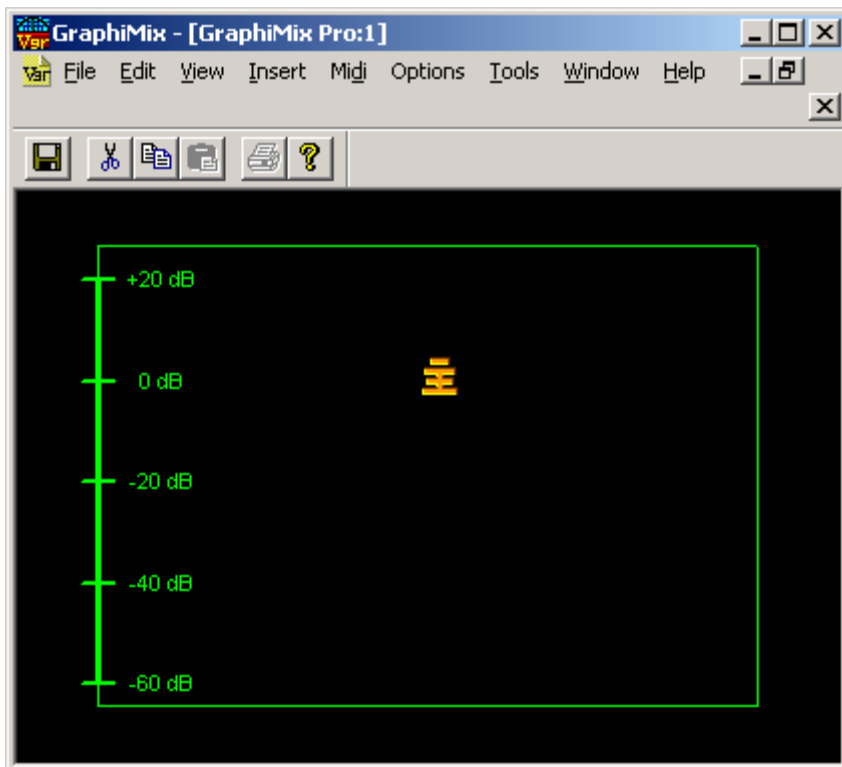 GraphiMix - [GraphiMix Pro:1]
File Edit View Insert Midi Options Tools Window Help
+20 dB
0 dB
-20 dB
-40 dB
-60 dB